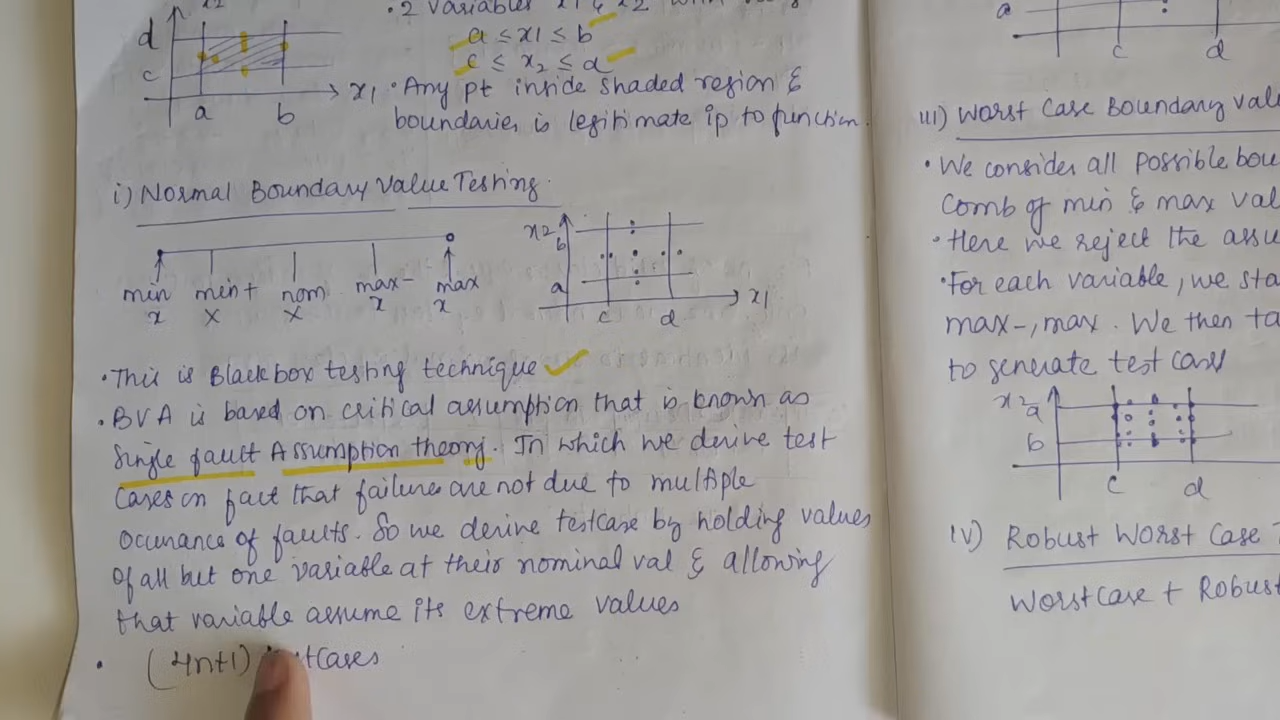 x2
d
c
a b
x1
• 2 variables x1 & x2 with
a ≤ x1 ≤ b
c ≤ x2 ≤ d
• Any pt inside shaded region &
boundaries is legitimate ip to function.
i) Normal Boundary Value Testing.
min min+ nom max- max
x x x x x
x2
b
a
c d
x1
• This is Blackbox testing technique
• BVA is based on critical assumption that is known as
Single fault Assumption theory. In which we derive test
Cases on fact that failures are not due to multiple
Occurance of faults. So we derive testcase by holding values
Of all but one variable at their nominal val & allowing
that variable assume its extreme values
• (4n+1) testcases
a
c d
III) Worst Case Boundary Val
• We consider all possible bou
Comb of min & max val
• Here we reject the assu
• For each variable, we sta
max-, max. We then ta
to generate test cases
x2
a
b
c d
IV) Robust Worst Case
Worstcase + Robust